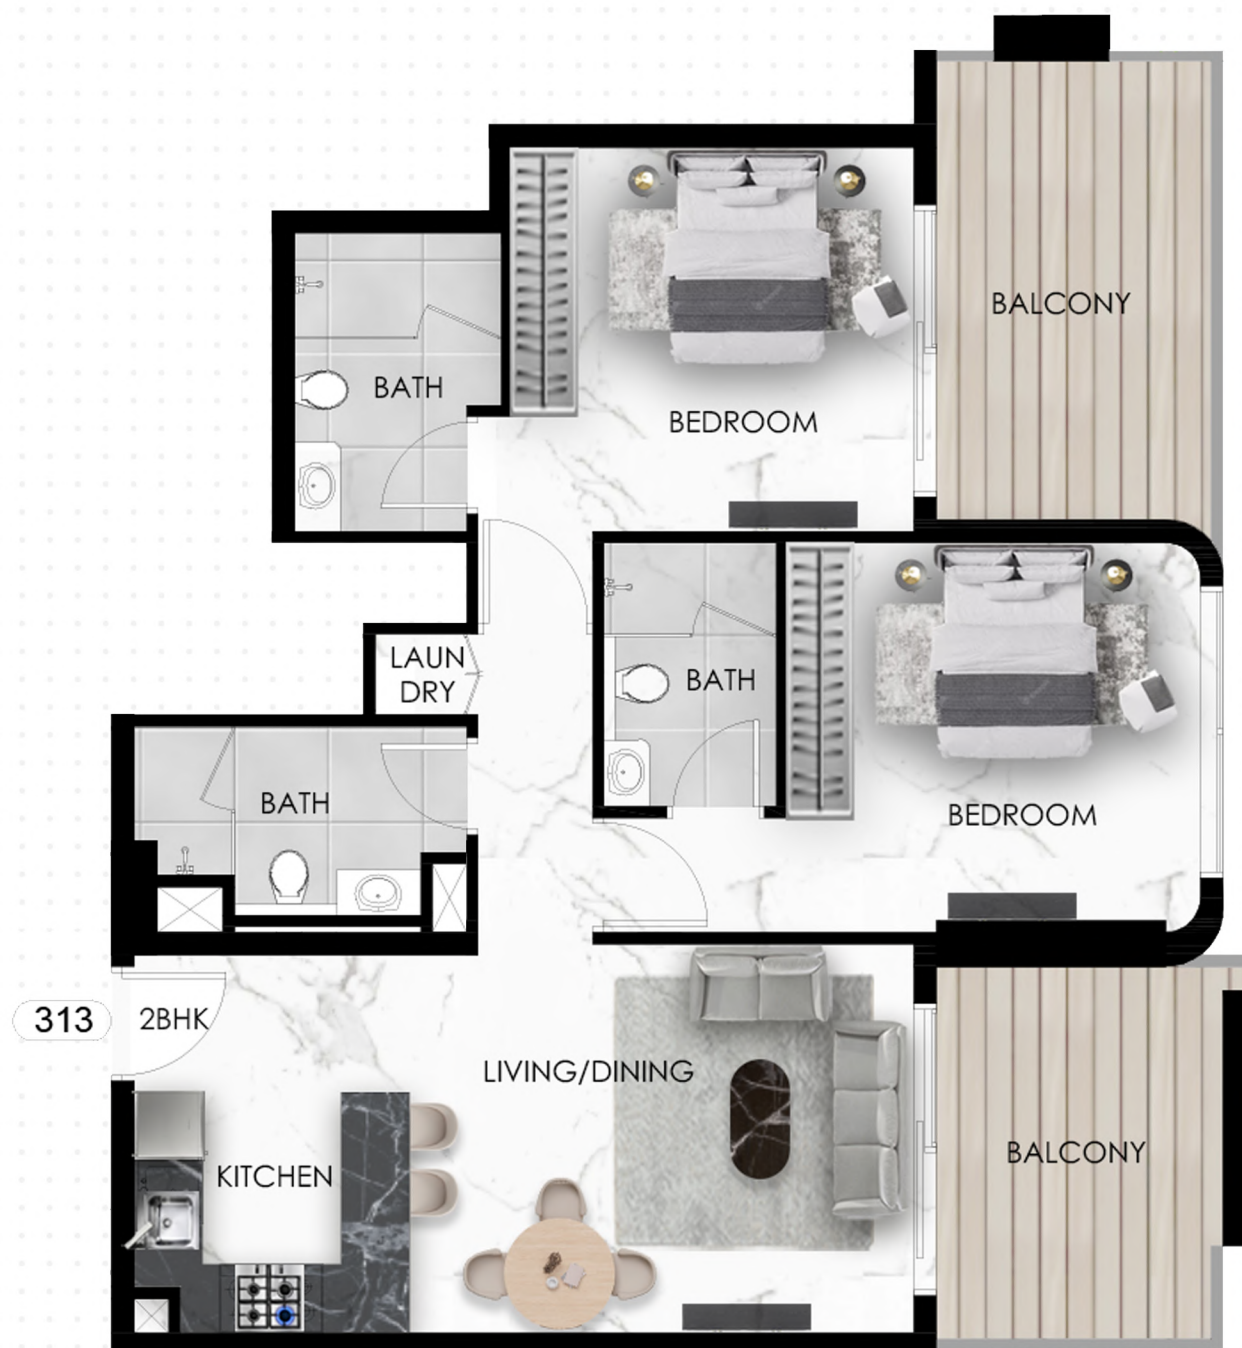 BALCONY
BATH
BEDROOM
LAUN
DRY
BATH
BATH
BEDROOM
313
2BHK
LIVING/DINING
KITCHEN
BALCONY